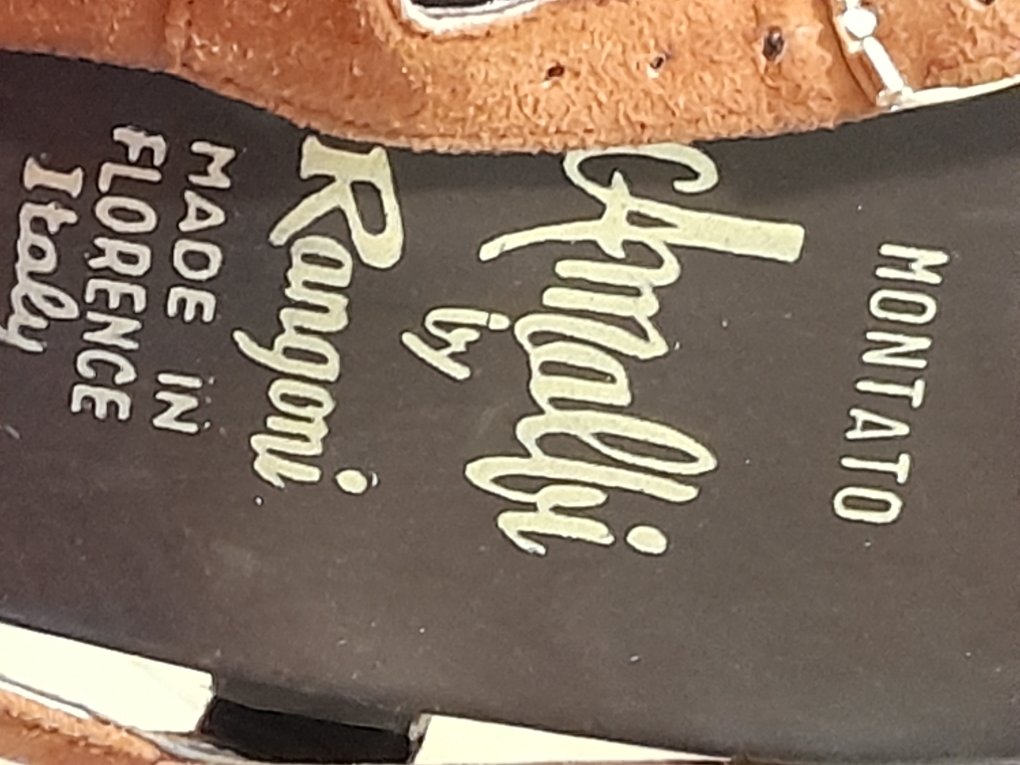 MONTATO
Amalfi
by
Rangoni
MADE IN
FLORENCE
Italy